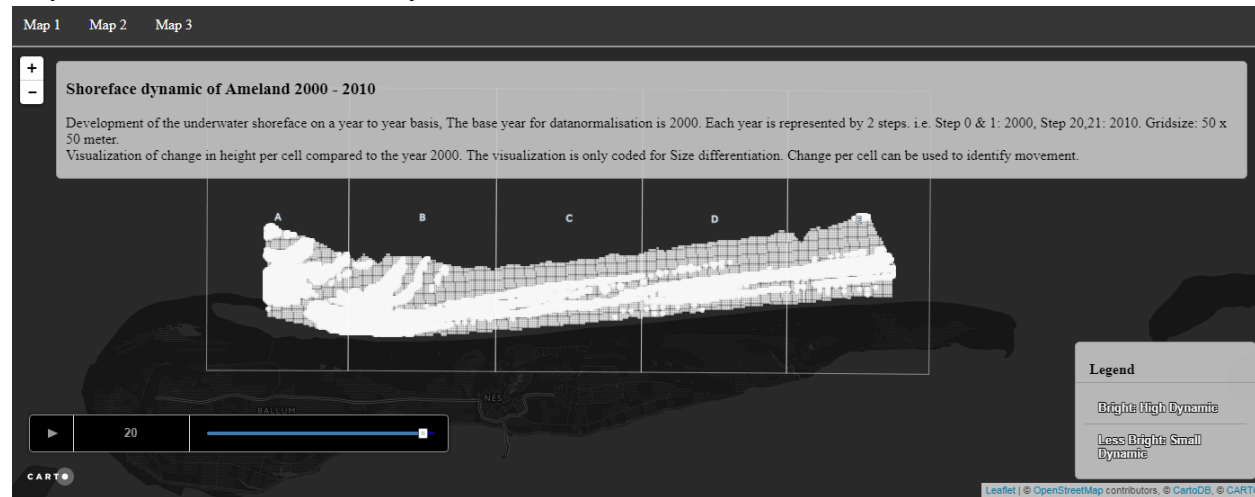 Map 1 Map 2 Map 3
+
−
Shoreface dynamic of Ameland 2000 - 2010
Development of the underwater shoreface on a year to year basis, The base year for datanormalisation is 2000. Each year is represented by 2 steps. i.e. Step 0 & 1: 2000, Step 20,21: 2010. Gridsize: 50 x
50 meter.
Visualization of change in height per cell compared to the year 2000. The visualization is only coded for Size differentiation. Change per cell can be used to identify movement.
A B C D E
NES
BALLUM
20
Legend
Bright: High Dynamic
Less Bright: Small
Dynamic
CARTO
Leaflet | © OpenStreetMap contributors, © CartoDB, © CART